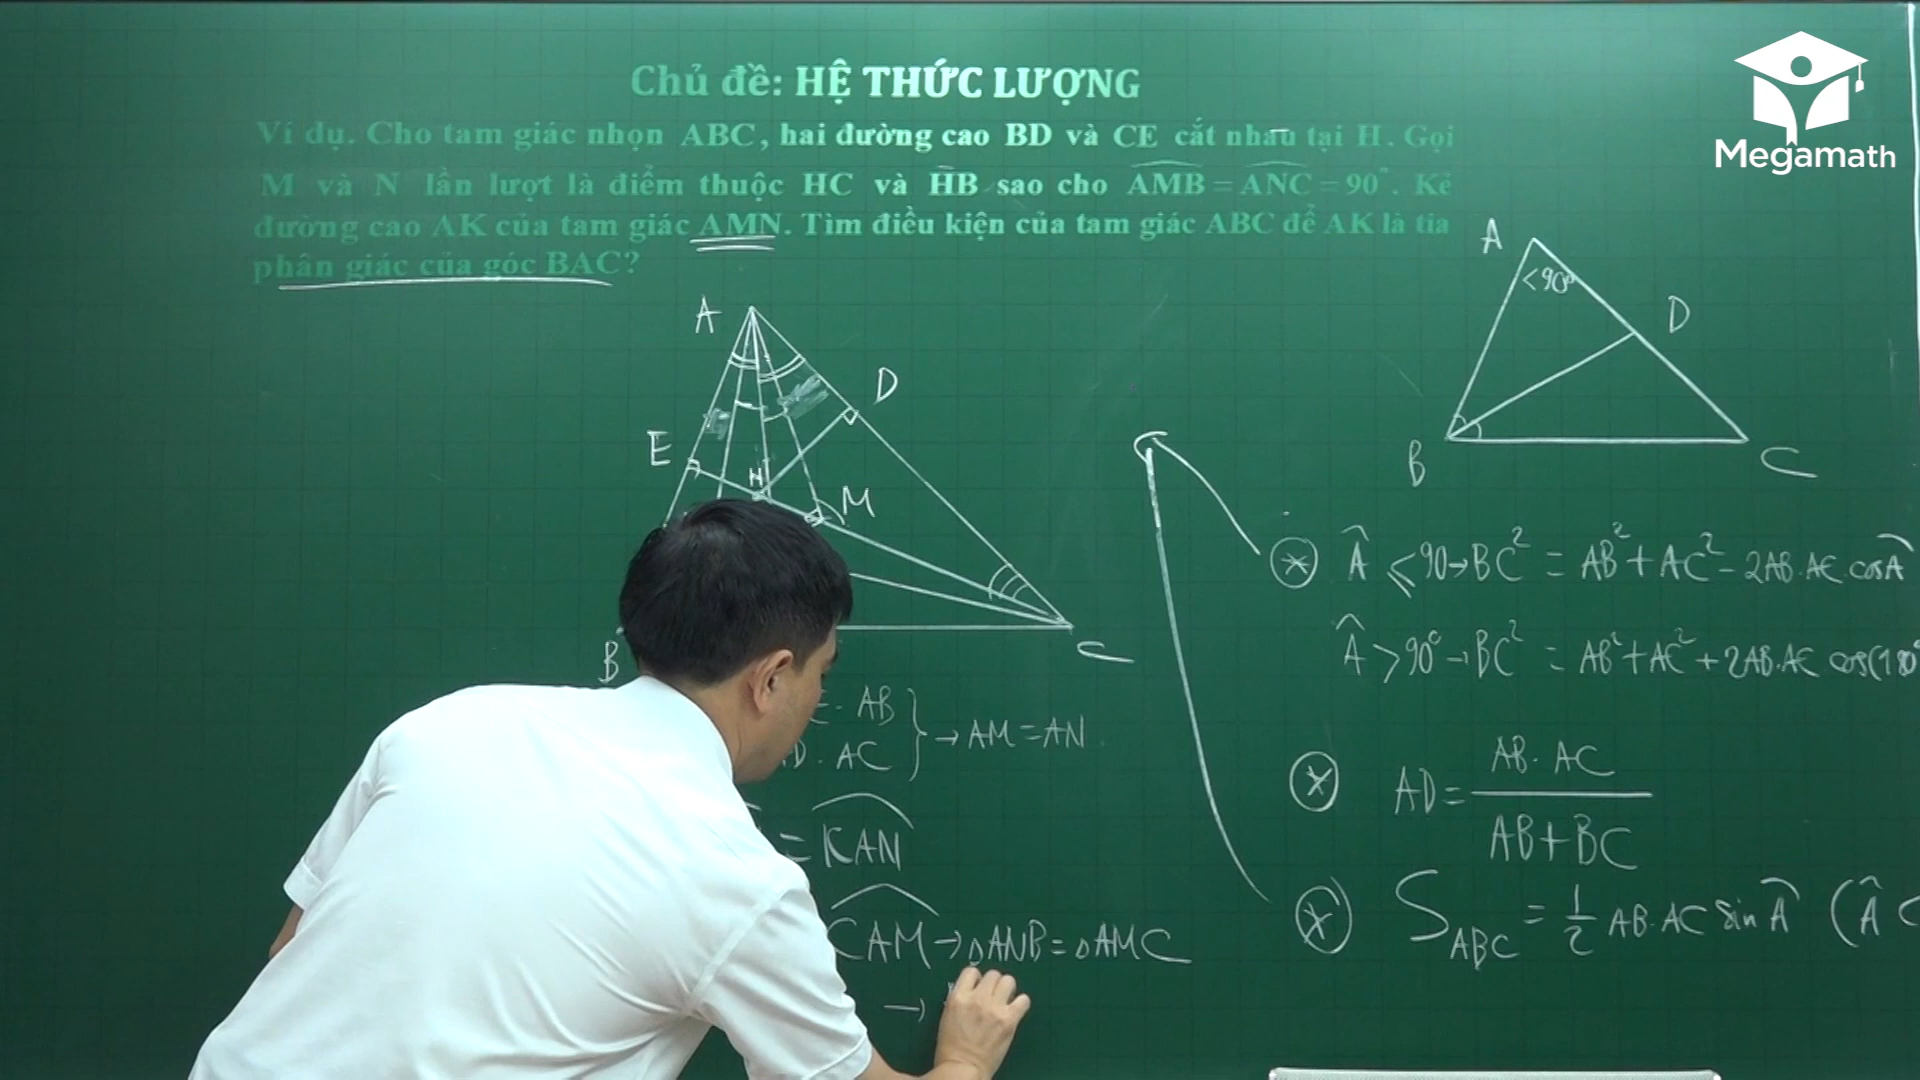 Megamath
Chủ đề: HỆ THỨC LƯỢNG
Ví dụ. Cho tam giác nhọn ABC, hai đường cao BD và CE cắt nhau tại H. Gọi
M và N lần lượt là điểm thuộc HC và HB sao cho AMB = ANC = 90°. Kẻ
đường cao AK của tam giác AMN. Tìm điều kiện của tam giác ABC để AK là tia
phân giác của góc BAC?
A
D
E
H
M
B
C
A
<90°
D
B
C
. AB
D. AC } → AM = AN
= KAN
CAM → ΔANB = ΔAMC
→
* Â ≤ 90 → BC² = AB² + AC² - 2AB.AC.cosA
Â > 90° → BC² = AB² + AC² + 2AB.AC cos(180°
* AD = AB. AC / AB + BC
* S_ABC = 1/2 AB.AC sin A (Â <